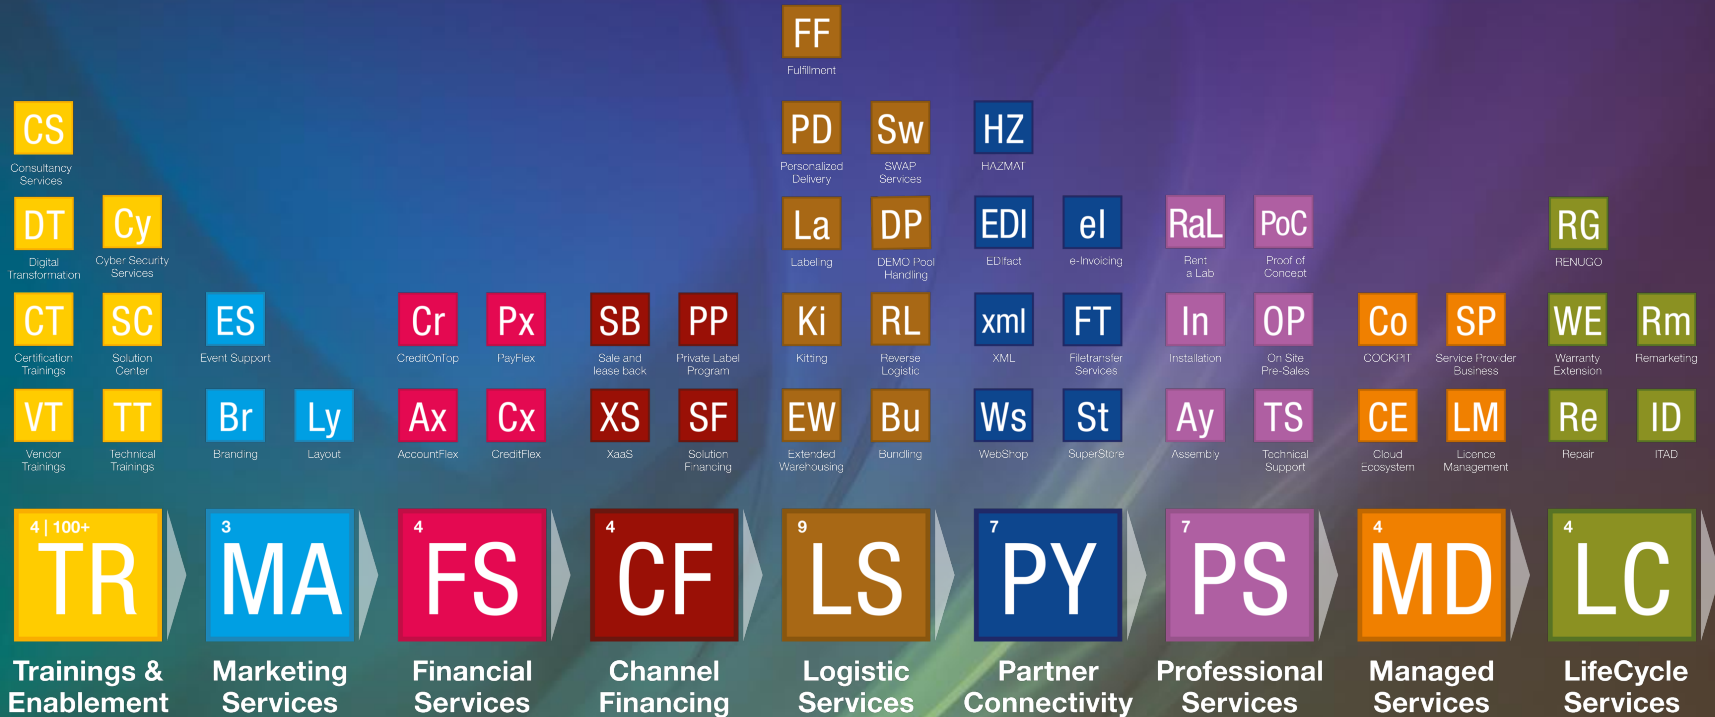 FF
Fulfillment
CS
Consultancy
Services
PD
Personalized
Delivery
Sw
SWAP
Services
HZ
HAZMAT
DT
Digital
Transformation
Cy
Cyber Security
Services
La
Labeling
DP
DEMO Pool
Handling
EDI
EDIfact
eI
e-Invoicing
RaL
Rent
a Lab
PoC
Proof of
Concept
RG
RENUGO
CT
Certification
Trainings
SC
Solution
Center
ES
Event Support
Cr
CreditOnTop
Px
PayFlex
SB
Sale and
lease back
PP
Private Label
Program
Ki
Kitting
RL
Reverse
Logistic
xml
XML
FT
Filetransfer
Services
In
Installation
OP
On Site
Pre-Sales
Co
COCKPIT
SP
Service Provider
Business
WE
Warranty
Extension
Rm
Remarketing
VT
Vendor
Trainings
TT
Technical
Trainings
Br
Branding
Ly
Layout
Ax
AccountFlex
Cx
CreditFlex
XS
XaaS
SF
Solution
Financing
EW
Extended
Warehousing
Bu
Bundling
Ws
WebShop
St
SuperStore
Ay
Assembly
TS
Technical
Support
CE
Cloud
Ecosystem
LM
Licence
Management
Re
Repair
ID
ITAD
4 | 100+
TR
Trainings &
Enablement
3
MA
Marketing
Services
4
FS
Financial
Services
4
CF
Channel
Financing
9
LS
Logistic
Services
7
PY
Partner
Connectivity
7
PS
Professional
Services
4
MD
Managed
Services
4
LC
LifeCycle
Services